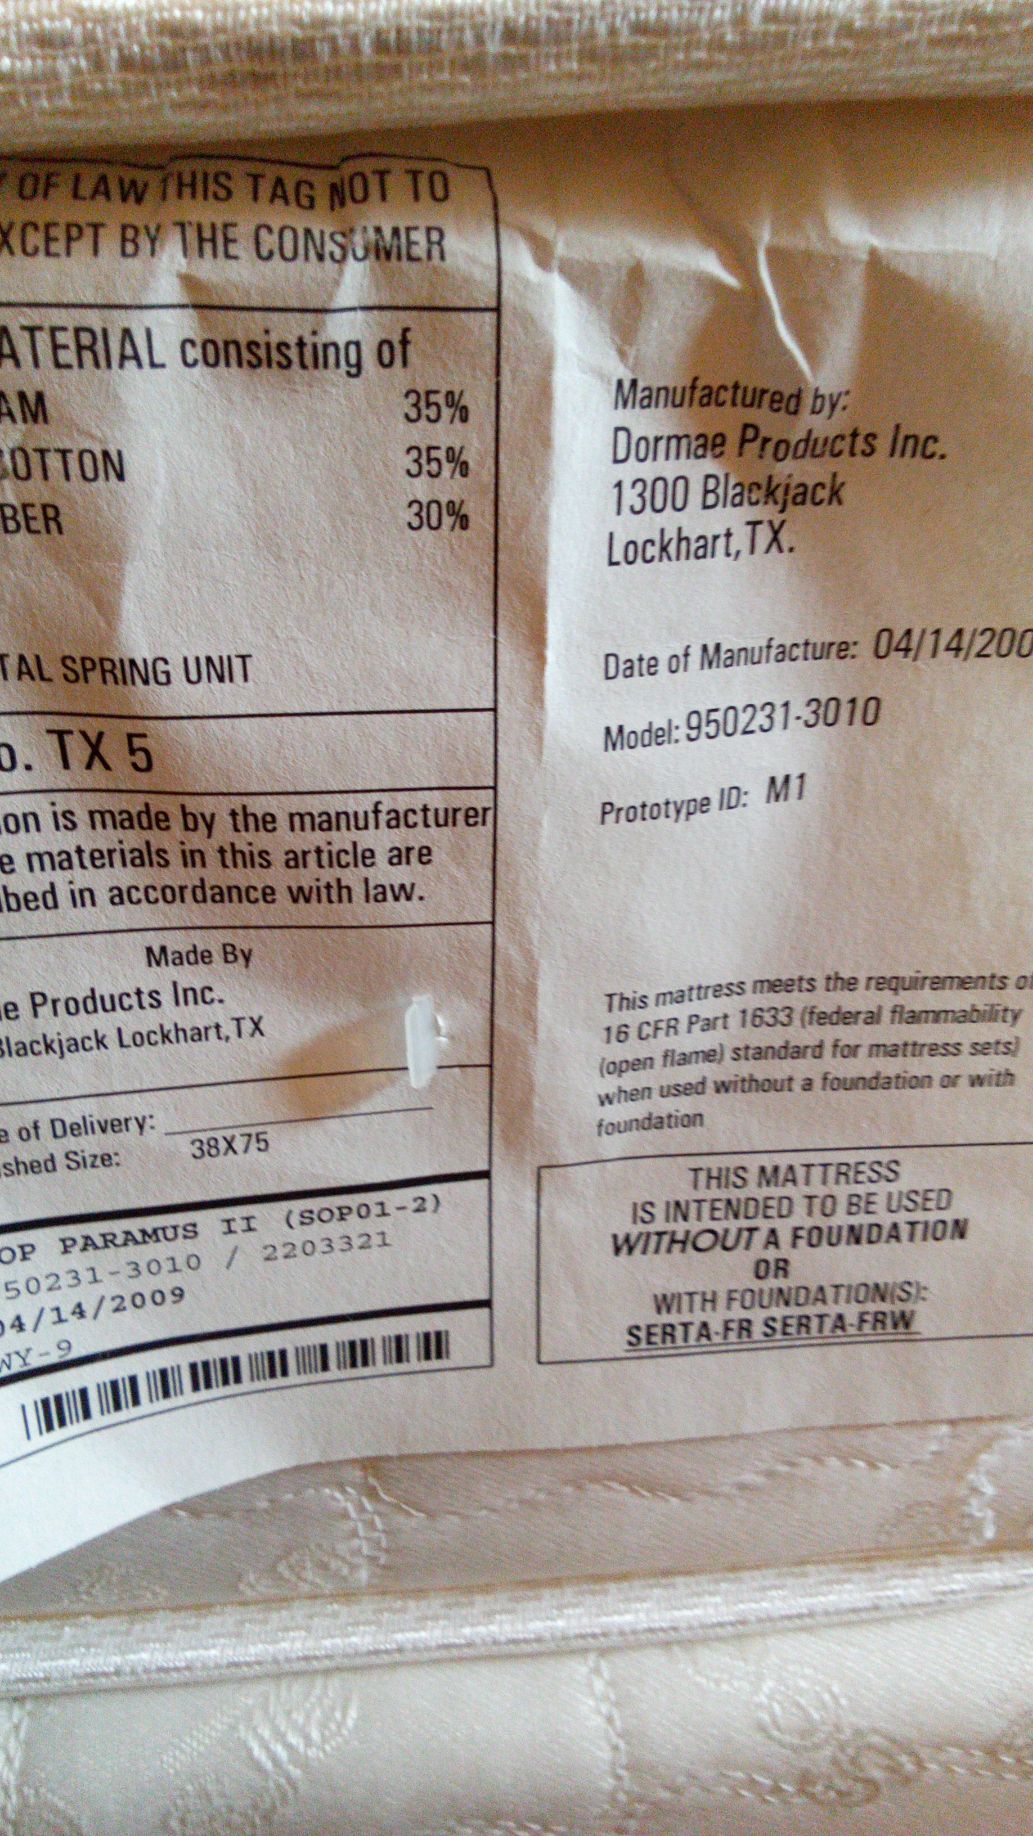 OF LAW THIS TAG NOT TO
XCEPT BY THE CONSUMER
ATERIAL consisting of
AM 35%
COTTON 35%
BER 30%
TAL SPRING UNIT
o. TX 5
on is made by the manufacturer
e materials in this article are
bed in accordance with law.
Made By
e Products Inc.
Blackjack Lockhart,TX
e of Delivery:
shed Size: 38X75
OP PARAMUS II (SOP01-2)
50231-3010 / 2203321
04/14/2009
WY-9
Manufactured by:
Dormae Products Inc.
1300 Blackjack
Lockhart,TX.
Date of Manufacture: 04/14/200
Model: 950231-3010
Prototype ID: M1
This mattress meets the requirements of
16 CFR Part 1633 (federal flammability
(open flame) standard for mattress sets)
when used without a foundation or with
foundation
THIS MATTRESS
IS INTENDED TO BE USED
WITHOUT A FOUNDATION
OR
WITH FOUNDATION(S):
SERTA-FR SERTA-FRW